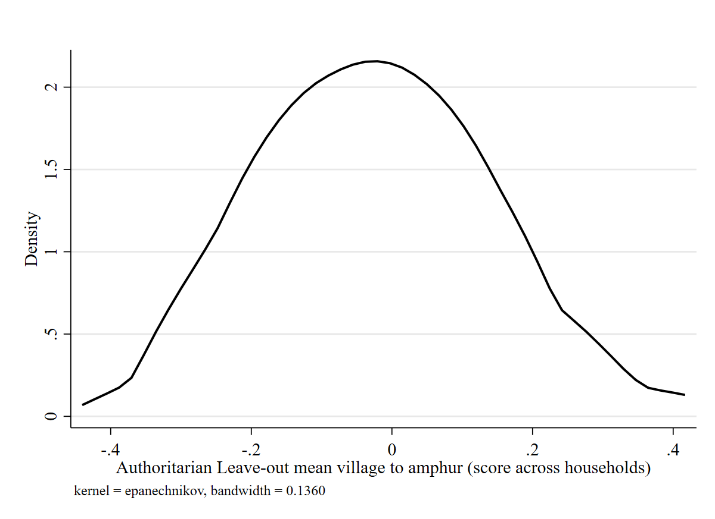 Density
2
1.5
1
.5
0
-.4 -.2 0 .2 .4
Authoritarian Leave-out mean village to amphur (score across households)
kernel = epanechnikov, bandwidth = 0.1360